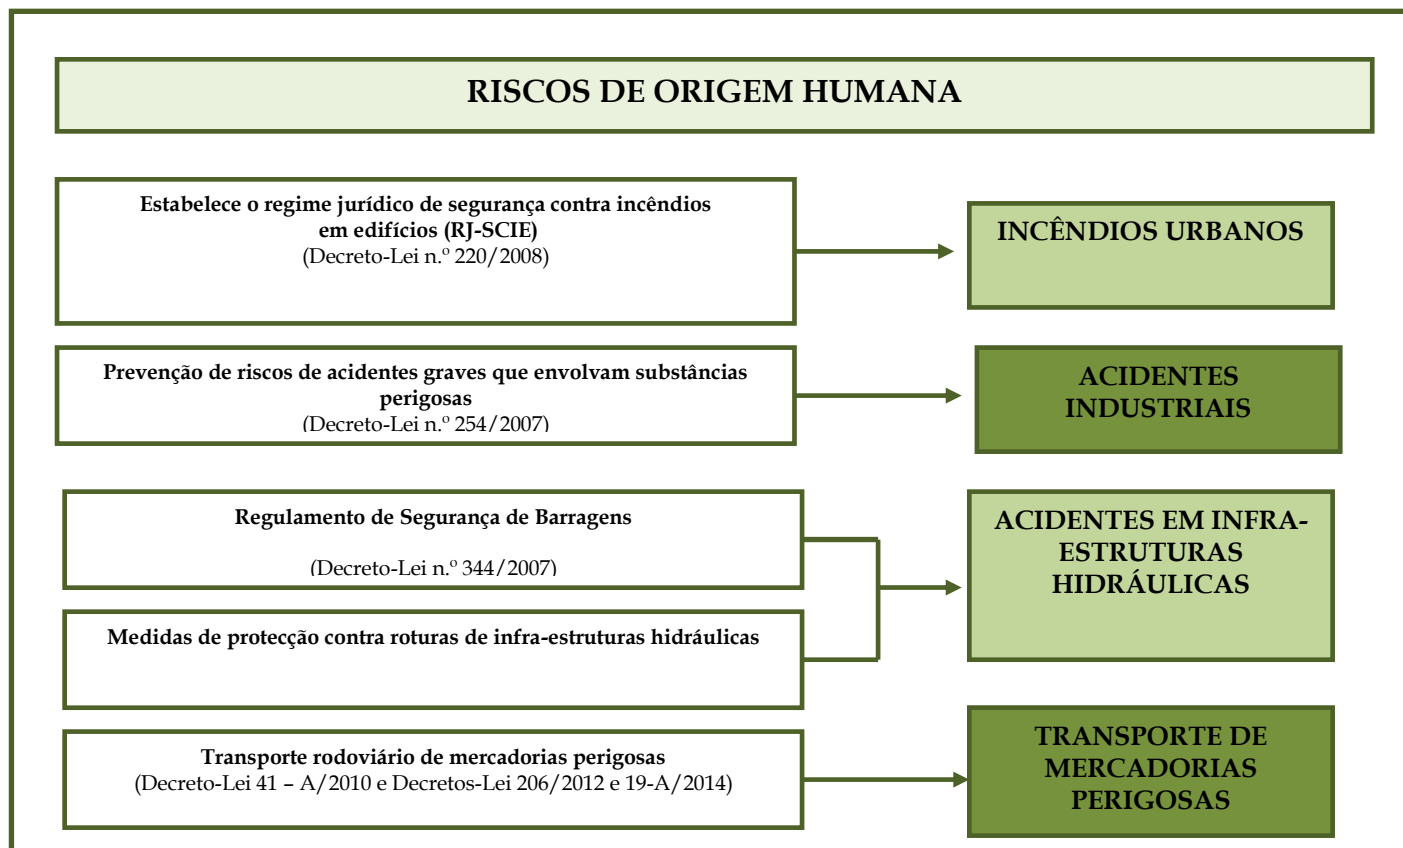 RISCOS DE ORIGEM HUMANA
Estabelece o regime jurídico de segurança contra incêndios
em edifícios (RJ-SCIE)
(Decreto-Lei n.º 220/2008)
INCÊNDIOS URBANOS
Prevenção de riscos de acidentes graves que envolvam substâncias
perigosas
(Decreto-Lei n.º 254/2007)
ACIDENTES
INDUSTRIAIS
Regulamento de Segurança de Barragens
(Decreto-Lei n.º 344/2007)
Medidas de protecção contra roturas de infra-estruturas hidráulicas
ACIDENTES EM INFRA-
ESTRUTURAS
HIDRÁULICAS
Transporte rodoviário de mercadorias perigosas
(Decreto-Lei 41 – A/2010 e Decretos-Lei 206/2012 e 19-A/2014)
TRANSPORTE DE
MERCADORIAS
PERIGOSAS